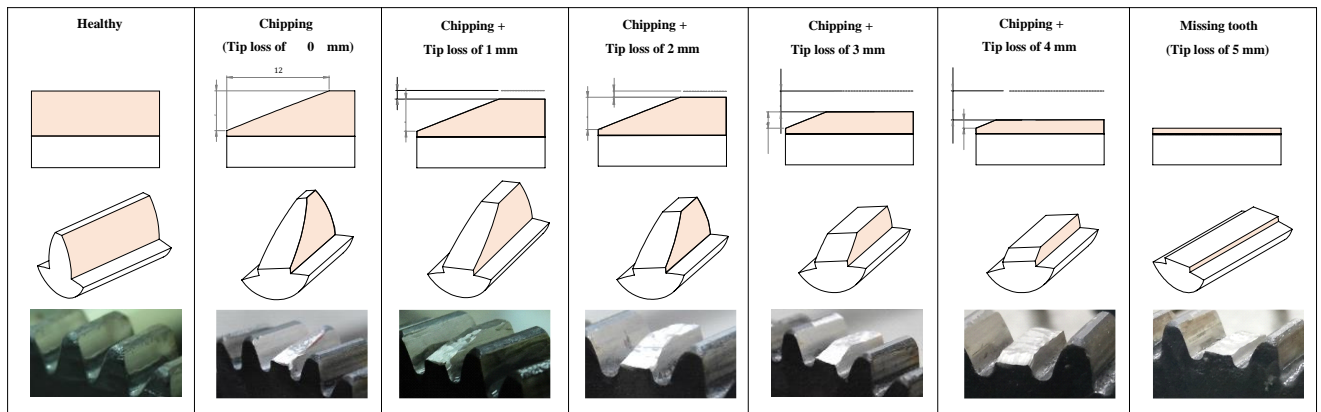 Healthy
Chipping
(Tip loss of 0 mm)
Chipping +
Tip loss of 1 mm
Chipping +
Tip loss of 2 mm
Chipping +
Tip loss of 3 mm
Chipping +
Tip loss of 4 mm
Missing tooth
(Tip loss of 5 mm)
12